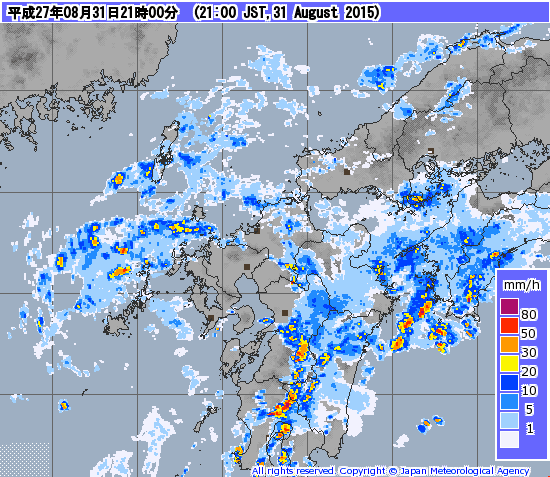 平成27年08月31日21時00分 (21:00 JST,31 August 2015)
mm/h
80
50
30
20
10
5
1
All rights reserved. Copyright © Japan Meteorological Agency